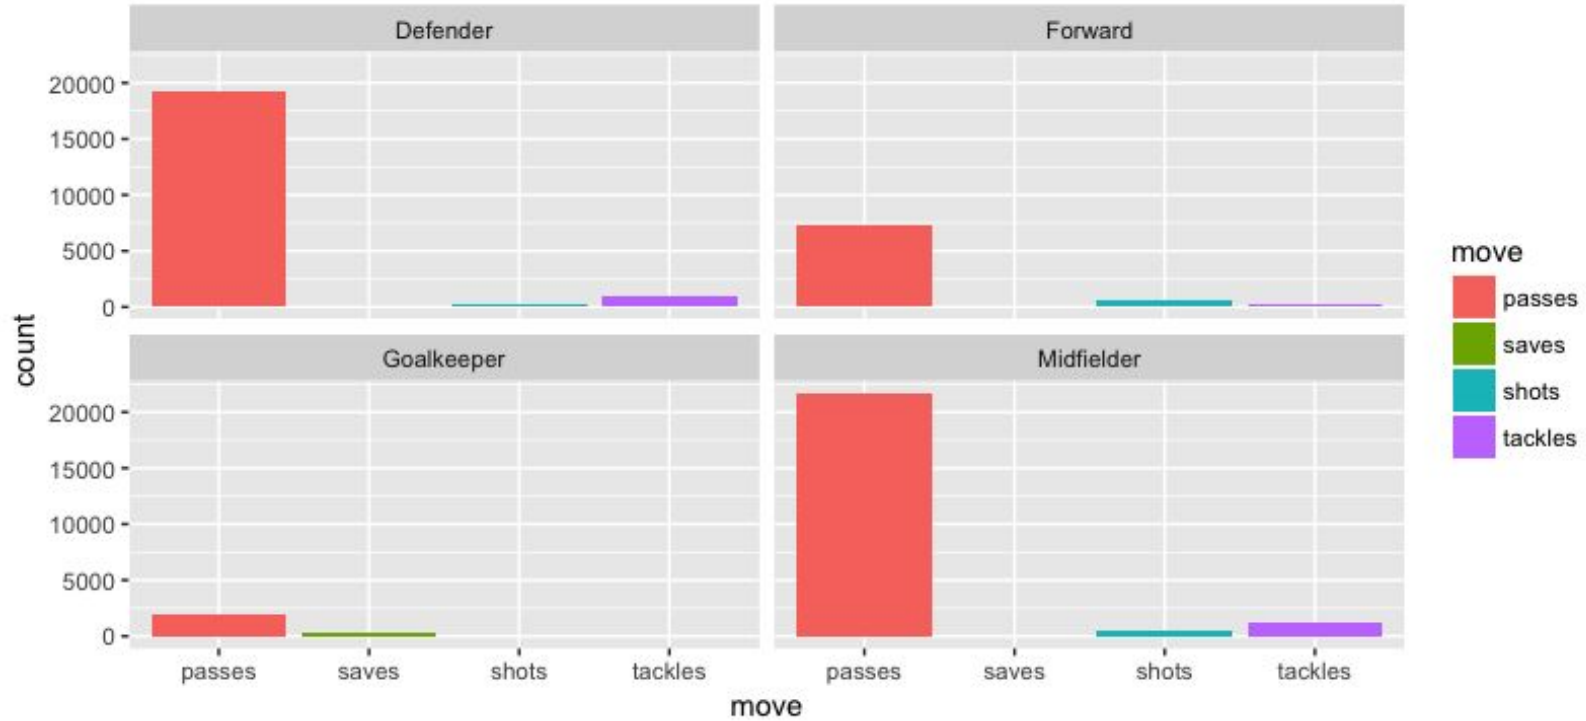 Defender
Forward
20000
15000
10000
5000
0
Goalkeeper
Midfielder
20000
15000
10000
5000
0
count
passes saves shots tackles
passes saves shots tackles
move
move
passes
saves
shots
tackles